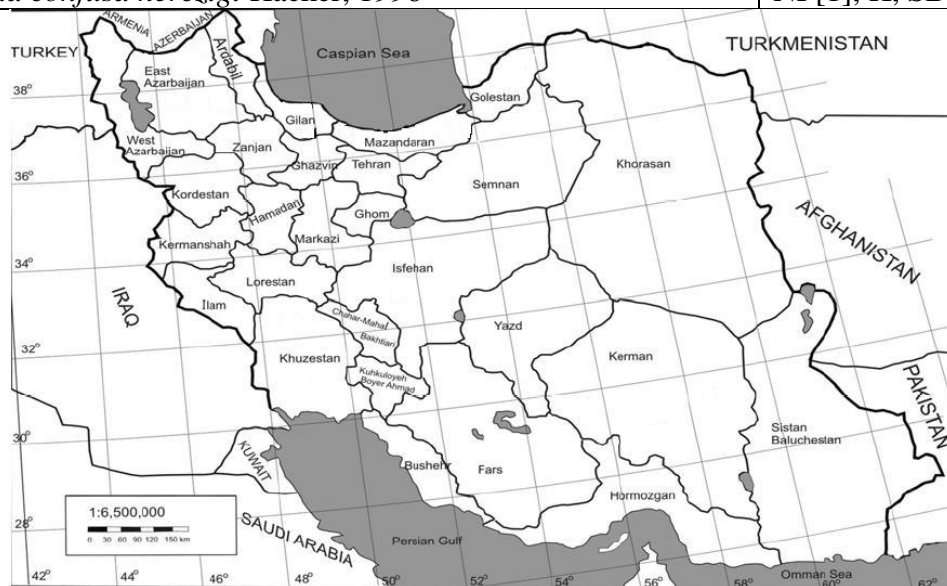 Kacher, 1996
ARMENIA
AZERBAIJAN
TURKEY
Caspian Sea
TURKMENISTAN
East
Azarbaijan
Ardabil
38°
Golestan
Gilan
Mazandaran
West
Azarbaijan
Zanjan
Ghazvin
Tehran
Khorasan
36°
Semnan
Kordestan
Hamadan
Ghom
AFGHANISTAN
Markazi
Kermanshah
Isfehan
34°
Lorestan
Ilam
IRAQ
Chahar-Mahal
Bakhtiari
Yazd
Khuzestan
Kerman
32°
Kuhkuloyeh
Boyer Ahmad
PAKISTAN
Sistan
Baluchestan
30°
KUWAIT
Bushehr
Fars
Hormozgan
1:6,500,000
0 30 60 90 120 150 km
28°
SAUDI ARABIA
Persian Gulf
Omman Sea
42° 44° 46° 48° 50° 52° 54° 56° 58° 60°